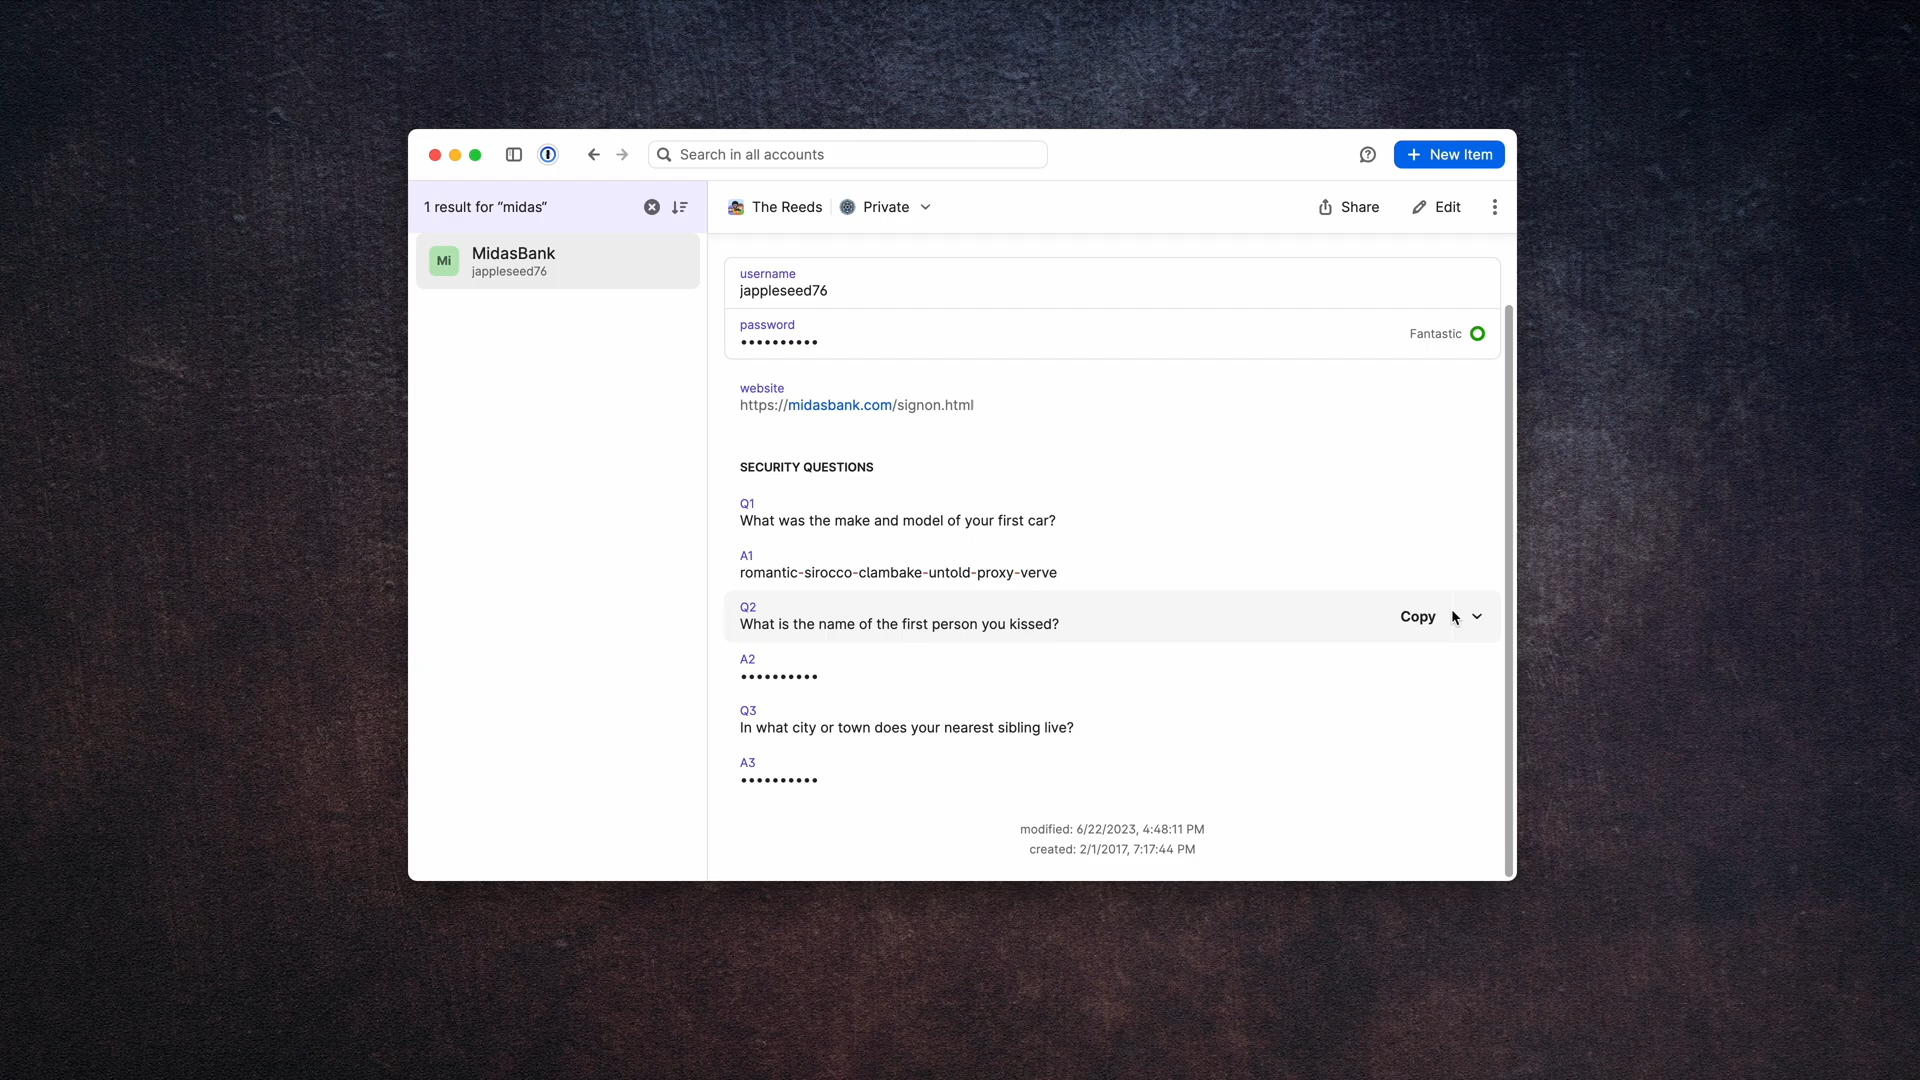 Search in all accounts
New Item
1 result for “midas”
The Reeds
Private
Share
Edit
Mi
MidasBank
jappleseed76
username
jappleseed76
password
••••••••••
Fantastic
website
https://midasbank.com/signon.html
SECURITY QUESTIONS
Q1
What was the make and model of your first car?
A1
romantic-sirocco-clambake-untold-proxy-verve
Q2
What is the name of the first person you kissed?
Copy
A2
••••••••••
Q3
In what city or town does your nearest sibling live?
A3
••••••••••
modified: 6/22/2023, 4:48:11 PM
created: 2/1/2017, 7:17:44 PM